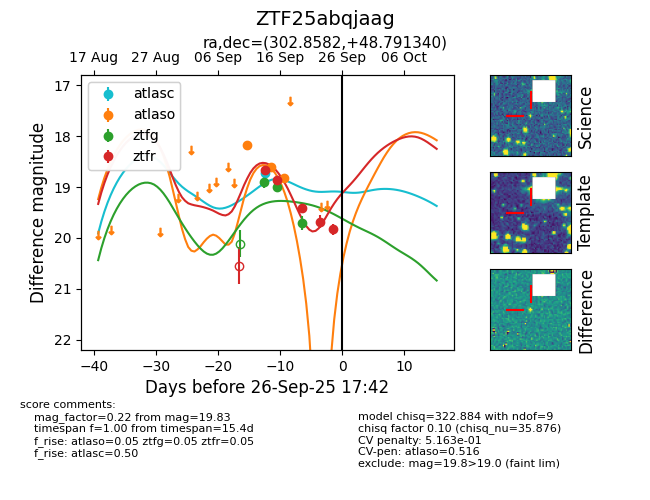 ZTF25abqjaag
ra,dec=(302.8582,+48.791340)
17 Aug 27 Aug 06 Sep 16 Sep 26 Sep 06 Oct
atlasc
atlaso
ztfg
ztfr
17
18
19
20
21
22
Difference magnitude
−40 −30 −20 −10 0 10
Days before 26-Sep-25 17:42
Science
Template
Difference
score comments:
mag_factor=0.22 from mag=19.83
timespan f=1.00 from timespan=15.4d
f_rise: atlaso=0.05 ztfg=0.05 ztfr=0.05
f_rise: atlasc=0.50
model chisq=322.884 with ndof=9
chisq factor 0.10 (chisq_nu=35.876)
CV penalty: 5.163e-01
CV-pen: atlaso=0.516
exclude: mag=19.8>19.0 (faint lim)